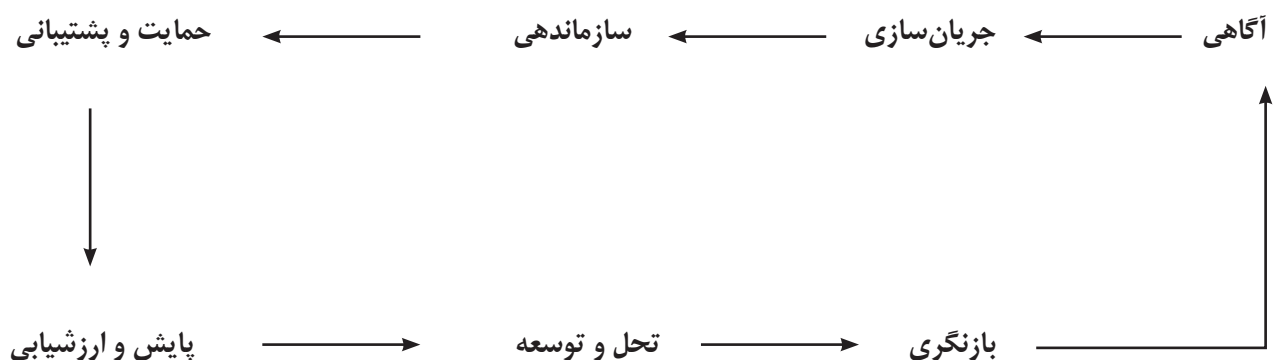 آگاهی جریان‌سازی سازماندهی حمایت و پشتیبانی
پایش و ارزشیابی تحل و توسعه بازنگری